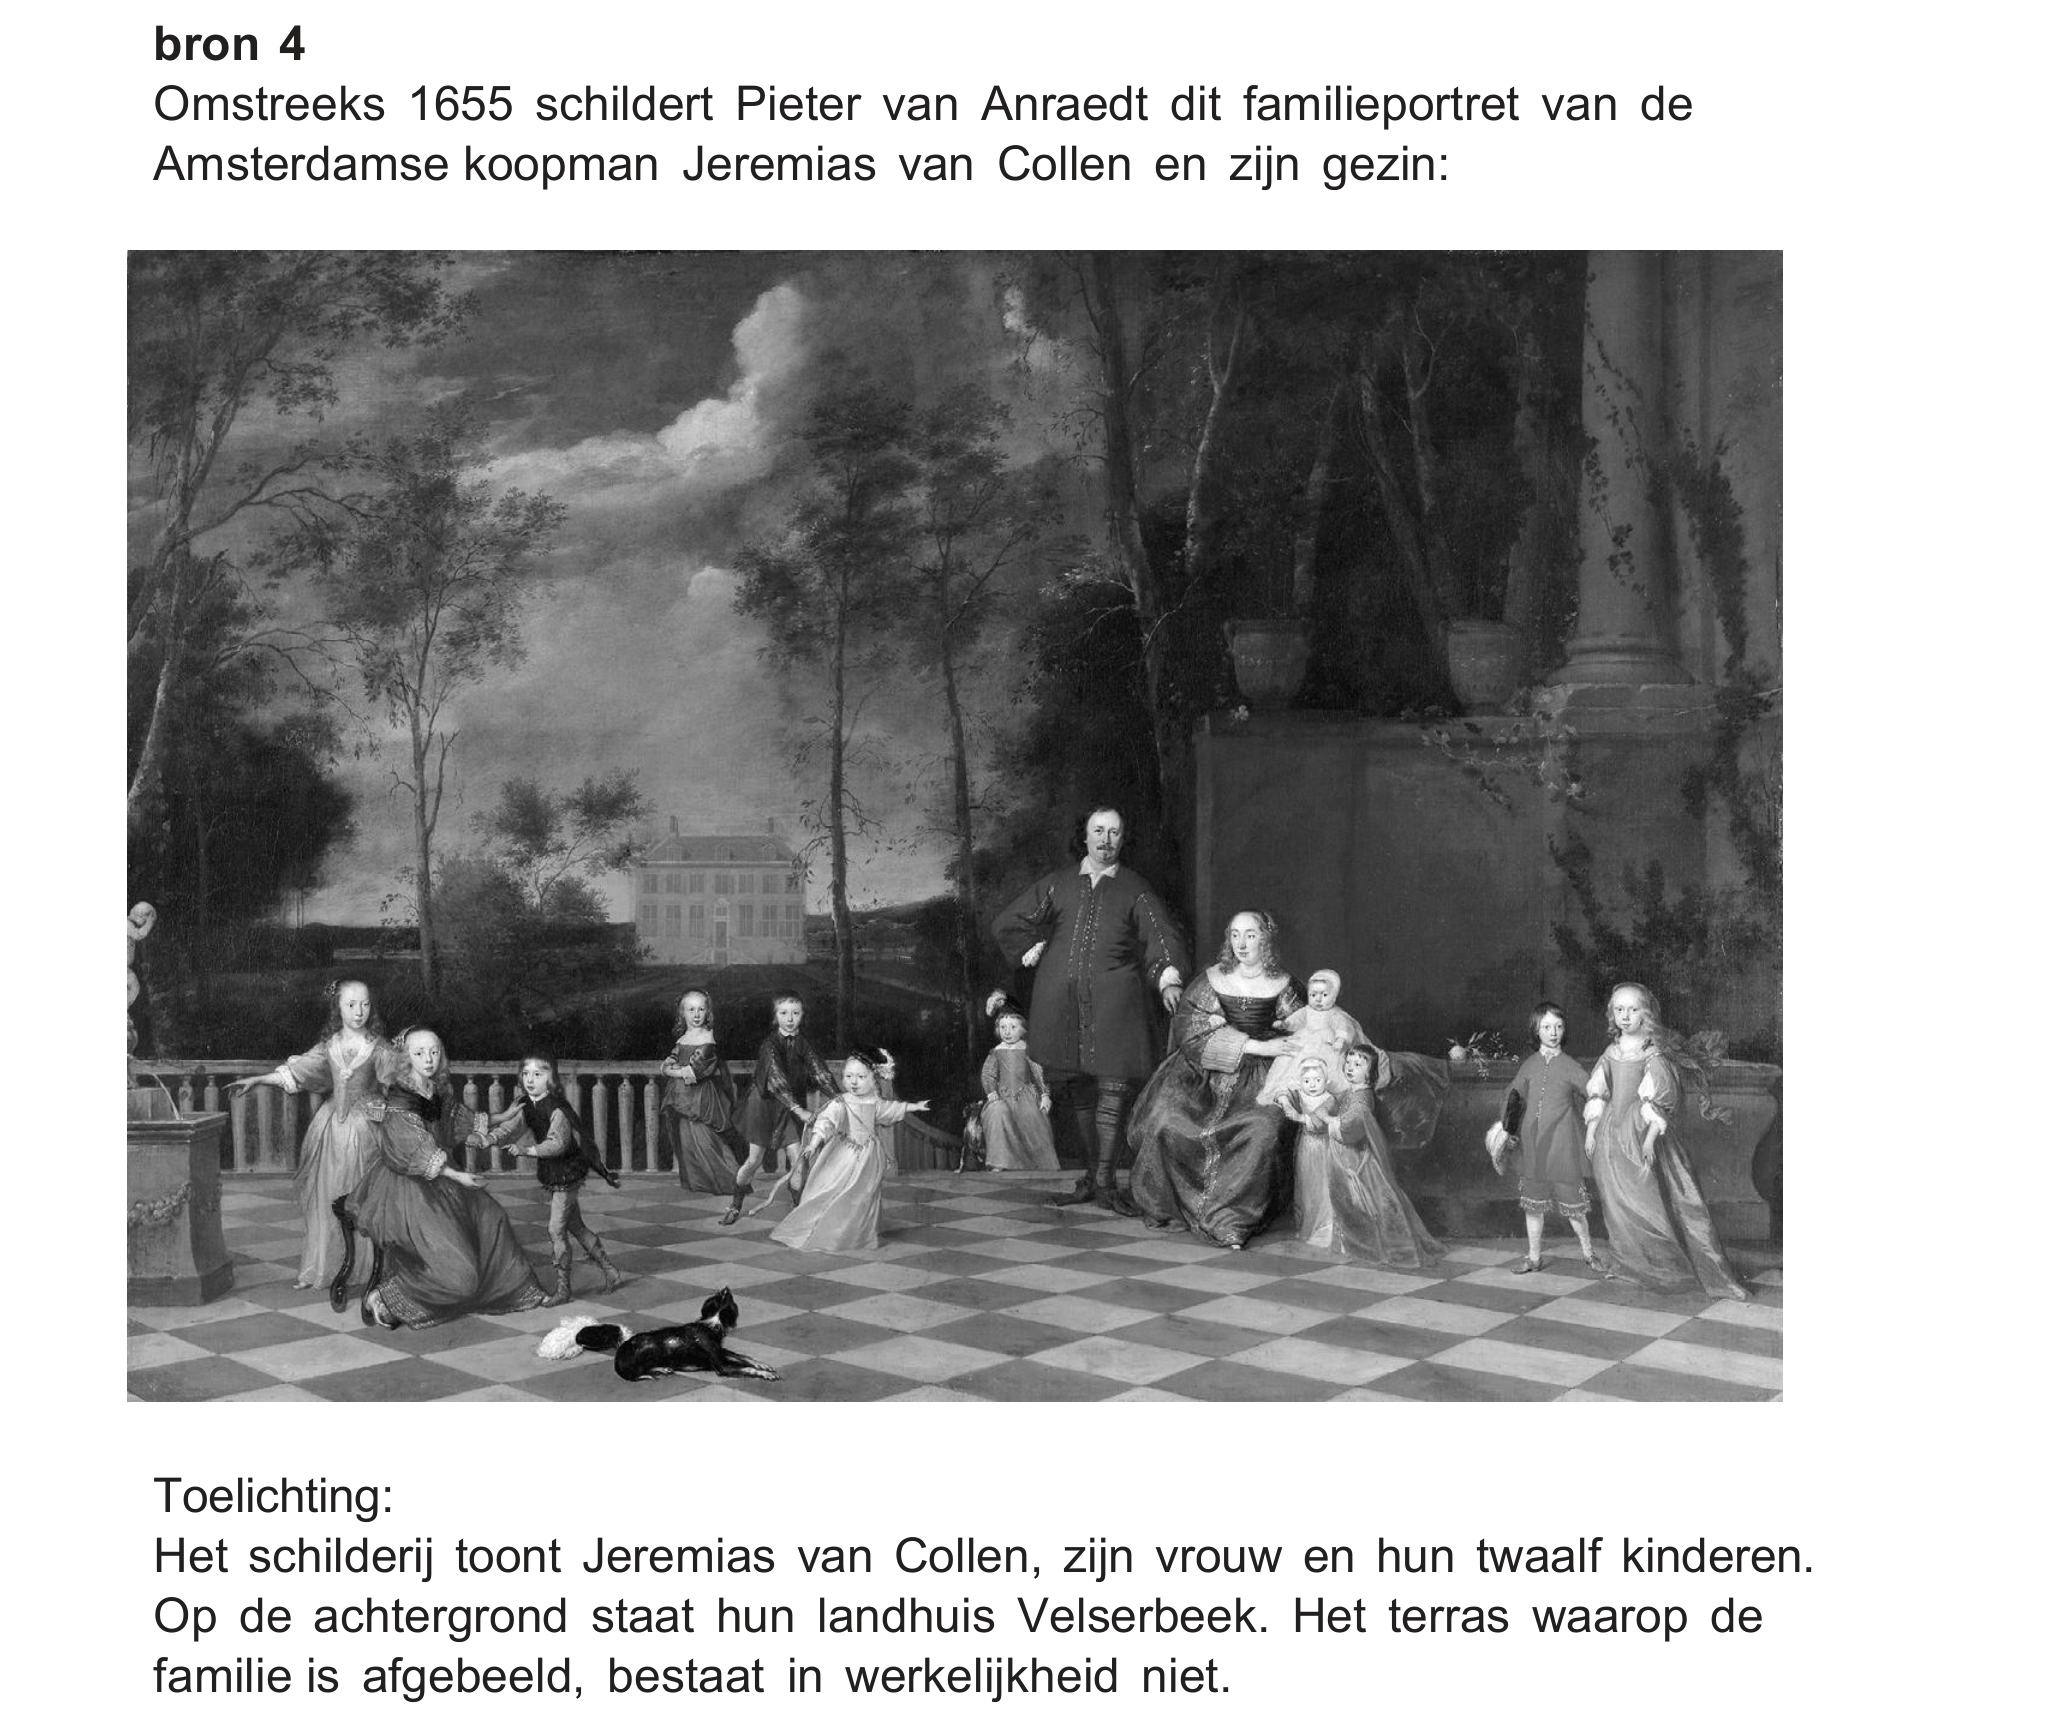 bron 4
Omstreeks 1655 schildert Pieter van Anraedt dit familieportret van de
Amsterdamse koopman Jeremias van Collen en zijn gezin:
Toelichting:
Het schilderij toont Jeremias van Collen, zijn vrouw en hun twaalf kinderen.
Op de achtergrond staat hun landhuis Velserbeek. Het terras waarop de
familie is afgebeeld, bestaat in werkelijkheid niet.